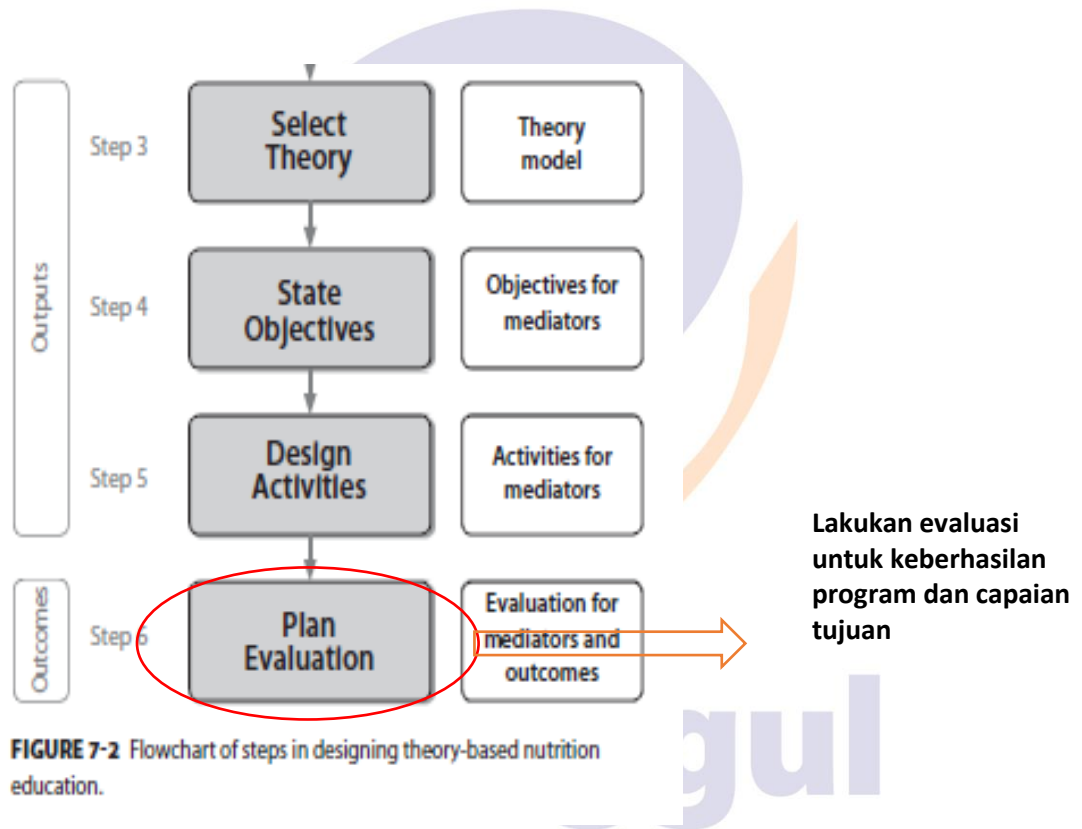 Outputs
Step 3
Select
Theory
Theory
model
Step 4
State
Objectives
Objectives for
mediators
Step 5
Design
Activities
Activities for
mediators
Outcomes
Step 6
Plan
Evaluation
Evaluation for
mediators and
outcomes
Lakukan evaluasi
untuk keberhasilan
program dan capaian
tujuan
FIGURE 7-2 Flowchart of steps in designing theory-based nutrition
education.
gul